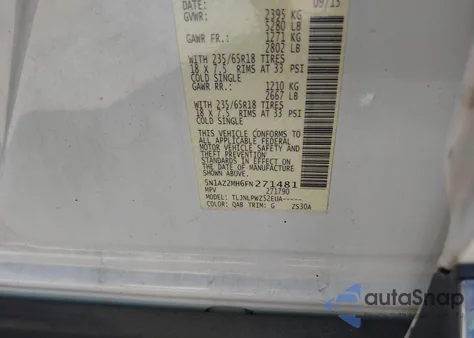 DATE: 09/15
GVWR: 2395 KG
5280 LB
GAWR FR.: 1271 KG
2802 LB
WITH 235/65R18 TIRES
18 X 7.5 RIMS AT 33 PSI
COLD SINGLE
GAWR RR.: 1210 KG
2667 LB
WITH 235/65R18 TIRES
18 X 7.5 RIMS AT 33 PSI
COLD SINGLE
THIS VEHICLE CONFORMS TO
ALL APPLICABLE FEDERAL
MOTOR VEHICLE SAFETY AND
THEFT PREVENTION
STANDARDS IN EFFECT ON
THE DATE OF MANUFACTURE
SHOWN ABOVE
5N1AZ2MH6FN271481
MPV 271790
MODEL: TLJNLPWZ52EUA-----
COLOR: QAB TRIM: G ZS30A
autoSnap